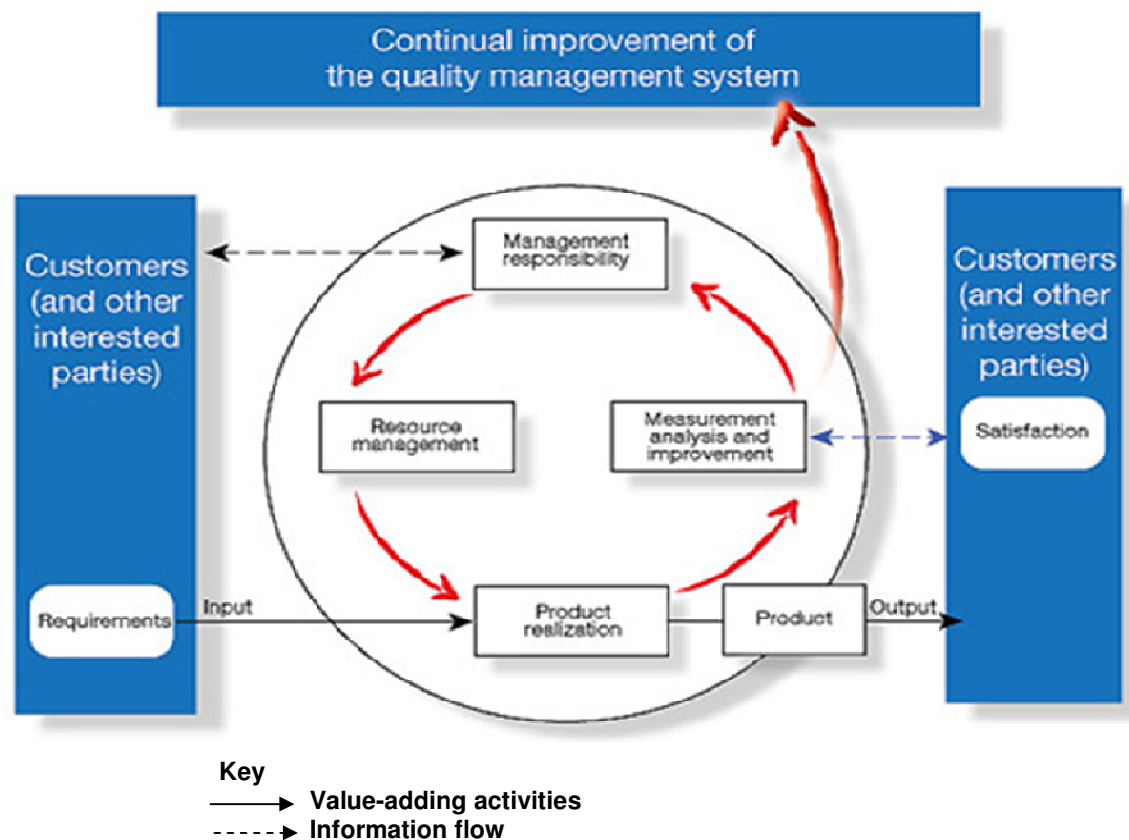 Continual improvement of
the quality management system
Customers
(and other
interested
parties)
Management
responsibility
Customers
(and other
interested
parties)
Resource
management
Measurement
analysis and
improvement
Satisfaction
Requirements
Input
Product
realization
Product
Output
Key
Value-adding activities
Information flow